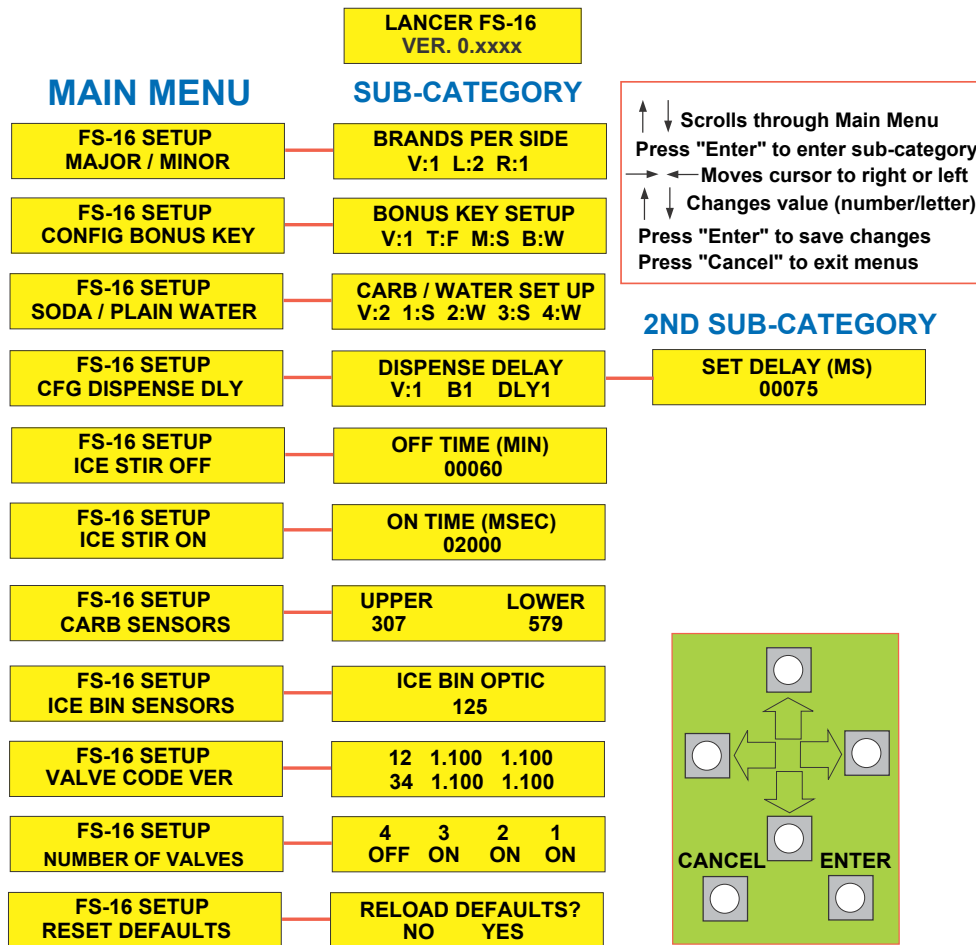 LANCER FS-16
VER. 0.xxxx
MAIN MENU
SUB-CATEGORY
Scrolls through Main Menu
Press "Enter" to enter sub-category
Moves cursor to right or left
Changes value (number/letter)
Press "Enter" to save changes
Press "Cancel" to exit menus
FS-16 SETUP
MAJOR / MINOR
BRANDS PER SIDE
V:1 L:2 R:1
FS-16 SETUP
CONFIG BONUS KEY
BONUS KEY SETUP
V:1 T:F M:S B:W
FS-16 SETUP
SODA / PLAIN WATER
CARB / WATER SET UP
V:2 1:S 2:W 3:S 4:W
2ND SUB-CATEGORY
FS-16 SETUP
CFG DISPENSE DLY
DISPENSE DELAY
V:1 B1 DLY1
SET DELAY (MS)
00075
FS-16 SETUP
ICE STIR OFF
OFF TIME (MIN)
00060
FS-16 SETUP
ICE STIR ON
ON TIME (MSEC)
02000
FS-16 SETUP
CARB SENSORS
UPPER LOWER
307 579
FS-16 SETUP
ICE BIN SENSORS
ICE BIN OPTIC
125
FS-16 SETUP
VALVE CODE VER
12 1.100 1.100
34 1.100 1.100
FS-16 SETUP
NUMBER OF VALVES
4 3 2 1
OFF ON ON ON
FS-16 SETUP
RESET DEFAULTS
RELOAD DEFAULTS?
NO YES
CANCEL ENTER